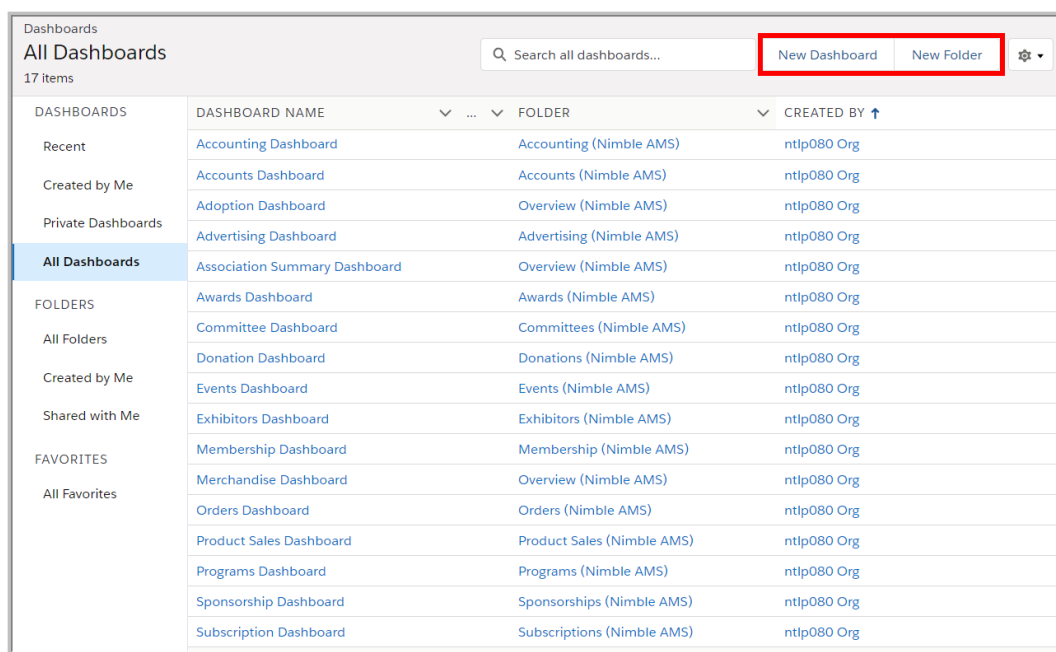 Dashboards
All Dashboards
17 items
Search all dashboards...
New Dashboard
New Folder
DASHBOARDS
Recent
Created by Me
Private Dashboards
All Dashboards
FOLDERS
All Folders
Created by Me
Shared with Me
FAVORITES
All Favorites
DASHBOARD NAME ... FOLDER CREATED BY
Accounting Dashboard Accounting (Nimble AMS) ntlp080 Org
Accounts Dashboard Accounts (Nimble AMS) ntlp080 Org
Adoption Dashboard Overview (Nimble AMS) ntlp080 Org
Advertising Dashboard Advertising (Nimble AMS) ntlp080 Org
Association Summary Dashboard Overview (Nimble AMS) ntlp080 Org
Awards Dashboard Awards (Nimble AMS) ntlp080 Org
Committee Dashboard Committees (Nimble AMS) ntlp080 Org
Donation Dashboard Donations (Nimble AMS) ntlp080 Org
Events Dashboard Events (Nimble AMS) ntlp080 Org
Exhibitors Dashboard Exhibitors (Nimble AMS) ntlp080 Org
Membership Dashboard Membership (Nimble AMS) ntlp080 Org
Merchandise Dashboard Overview (Nimble AMS) ntlp080 Org
Orders Dashboard Orders (Nimble AMS) ntlp080 Org
Product Sales Dashboard Product Sales (Nimble AMS) ntlp080 Org
Programs Dashboard Programs (Nimble AMS) ntlp080 Org
Sponsorship Dashboard Sponsorships (Nimble AMS) ntlp080 Org
Subscription Dashboard Subscriptions (Nimble AMS) ntlp080 Org